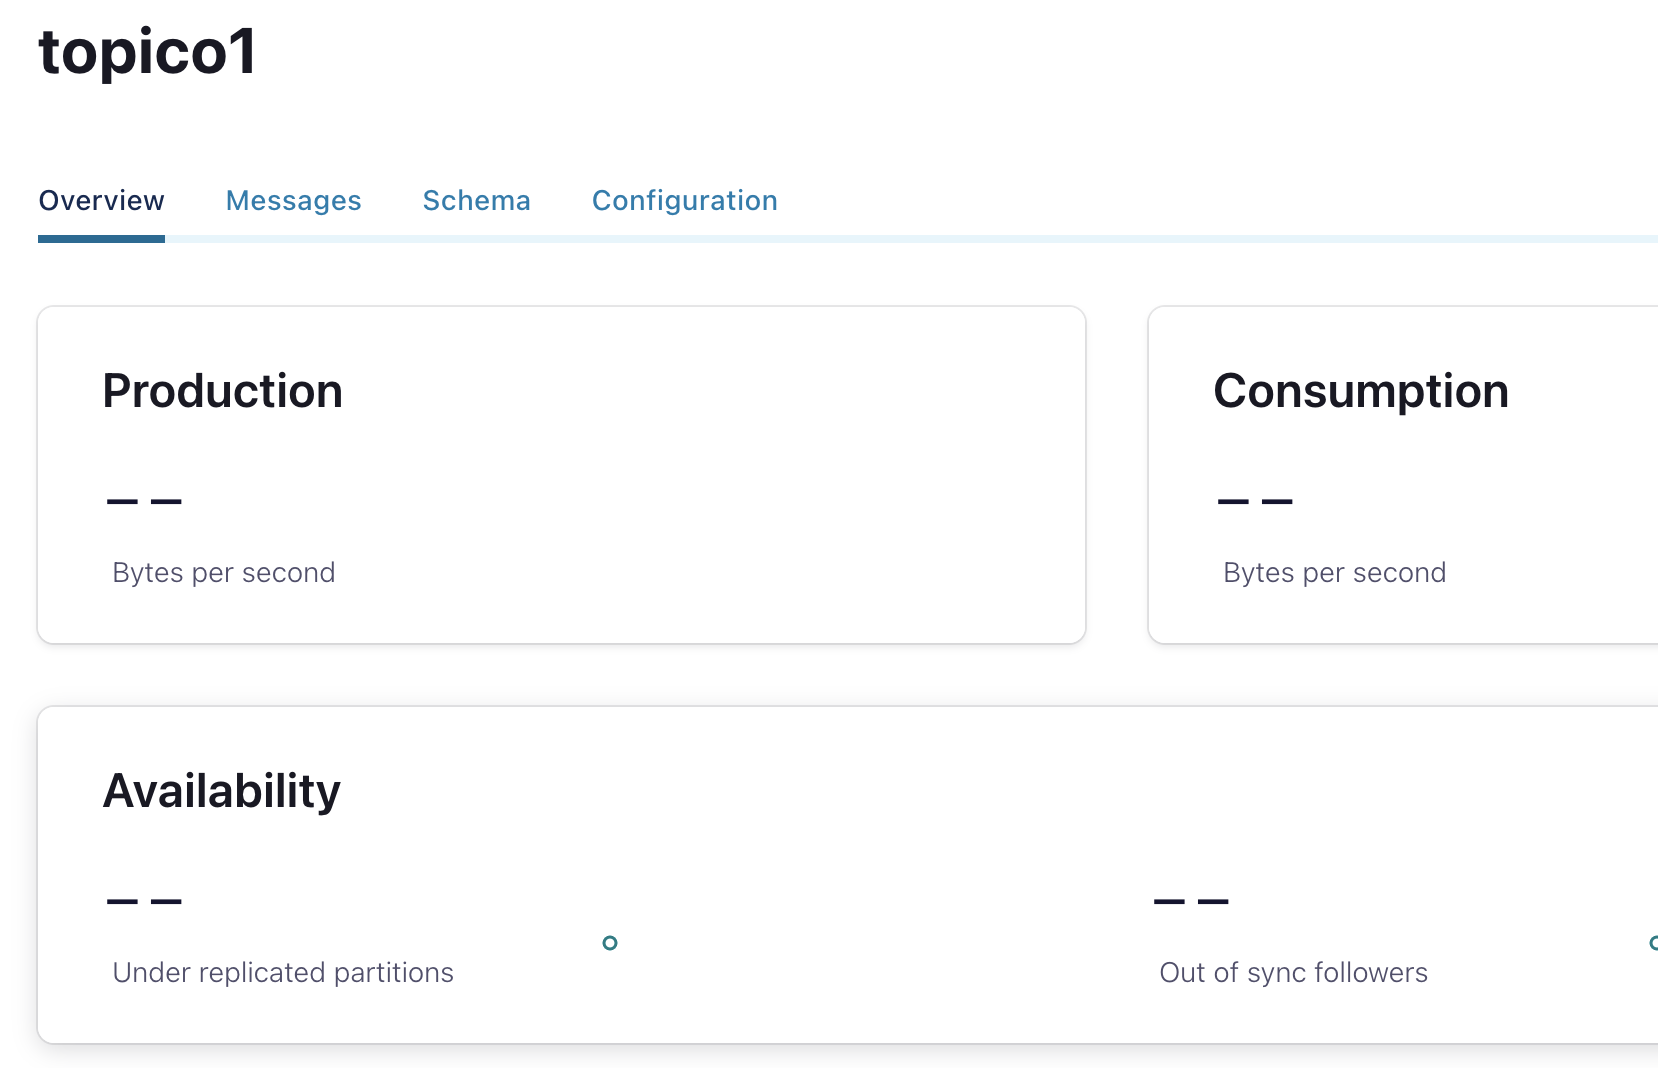 topico1
Overview Messages Schema Configuration
Production
--
Bytes per second
Consumption
--
Bytes per second
Availability
--
Under replicated partitions
--
Out of sync followers